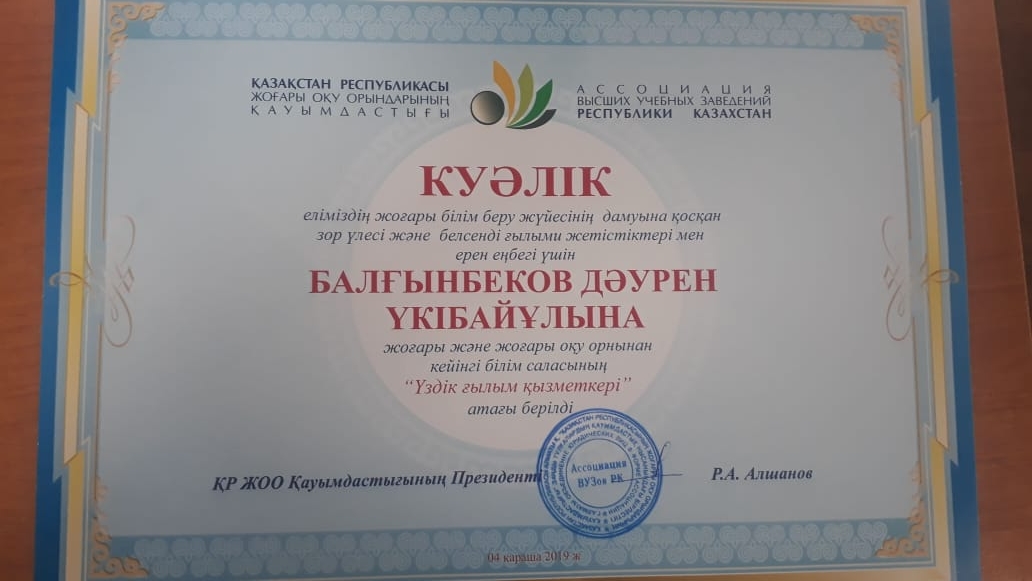 ҚАЗАҚСТАН РЕСПУБЛИКАСЫ
ЖОҒАРЫ ОҚУ ОРЫНДАРЫНЫҢ
ҚАУЫМДАСТЫҒЫ
АССОЦИАЦИЯ
ВЫСШИХ УЧЕБНЫХ ЗАВЕДЕНИЙ
РЕСПУБЛИКИ КАЗАХСТАН
КУӘЛІК
еліміздің жоғары білім беру жүйесінің дамуына қосқан
зор үлесі және белсенді ғылыми жетістіктері мен
ерен еңбегі үшін
БАЛҒЫНБЕКОВ ДӘУРЕН
ҮКІБАЙҰЛЫНА
жоғары және жоғары оқу орнынан
кейінгі білім саласының
“Үздік ғылым қызметкері”
атағы берілді
ҚР ЖОО Қауымдастығының Президенті
Ассоциация
ВУЗов РК
Р.А. Алшанов
04 қараша 2019 ж